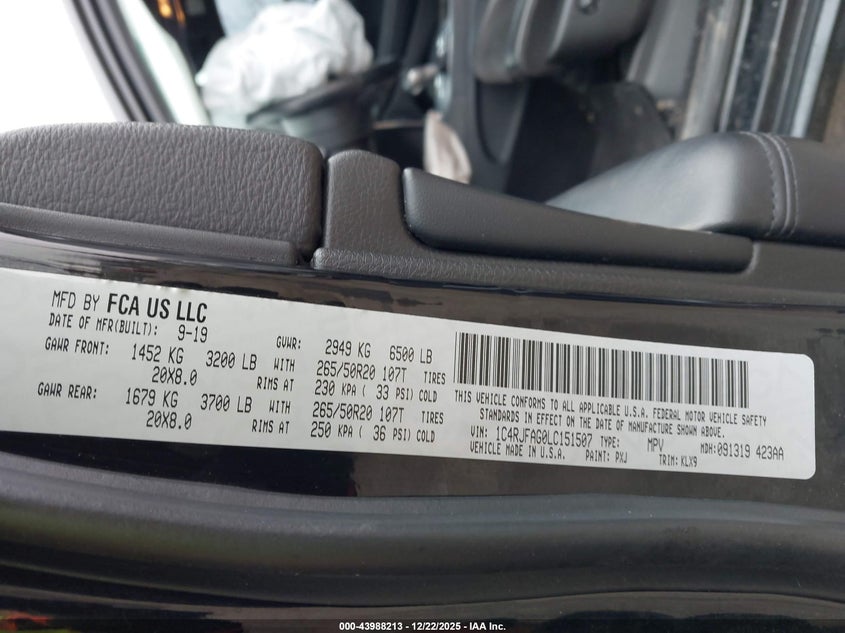 MFD BY FCA US LLC
DATE OF MFR(BUILT): 9-19 GVWR: 2949 KG 6500 LB
GAWR FRONT: 1452 KG 3200 LB WITH 265/50R20 107T TIRES
20X8.0 RIMS AT 230 KPA ( 33 PSI) COLD
GAWR REAR: 1679 KG 3700 LB WITH 265/50R20 107T TIRES
20X8.0 RIMS AT 250 KPA ( 36 PSI) COLD
THIS VEHICLE CONFORMS TO ALL APPLICABLE U.S.A. FEDERAL MOTOR VEHICLE SAFETY
STANDARDS IN EFFECT ON THE DATE OF MANUFACTURE SHOWN ABOVE.
VIN: 1C4RJFAG0LC151507 TYPE: MPV MDH: 091319 423AA
VEHICLE MADE IN U.S.A. PAINT: PXJ TRIM: KLX9
000-43988213 - 12/22/2025 - IAA Inc.